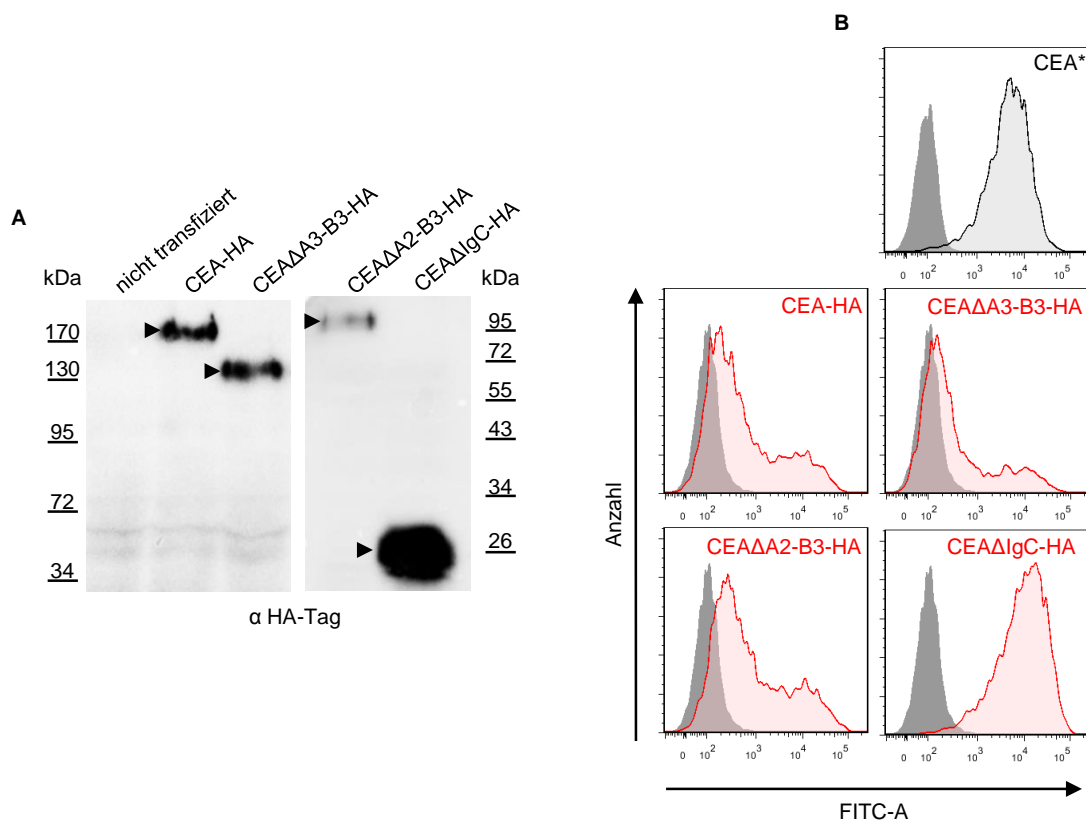 A
nicht transfiziert
CEA-HA
CEAΔA3-B3-HA
CEAΔA2-B3-HA
CEAΔIgC-HA
kDa
170
130
95
72
55
34
kDa
95
72
55
43
34
26
α HA-Tag
B
CEA*
0 10² 10³ 10⁴ 10⁵
CEA-HA
CEAΔA3-B3-HA
0 10² 10³ 10⁴ 10⁵
0 10² 10³ 10⁴ 10⁵
CEAΔA2-B3-HA
CEAΔIgC-HA
0 10² 10³ 10⁴ 10⁵
0 10² 10³ 10⁴ 10⁵
Anzahl
FITC-A